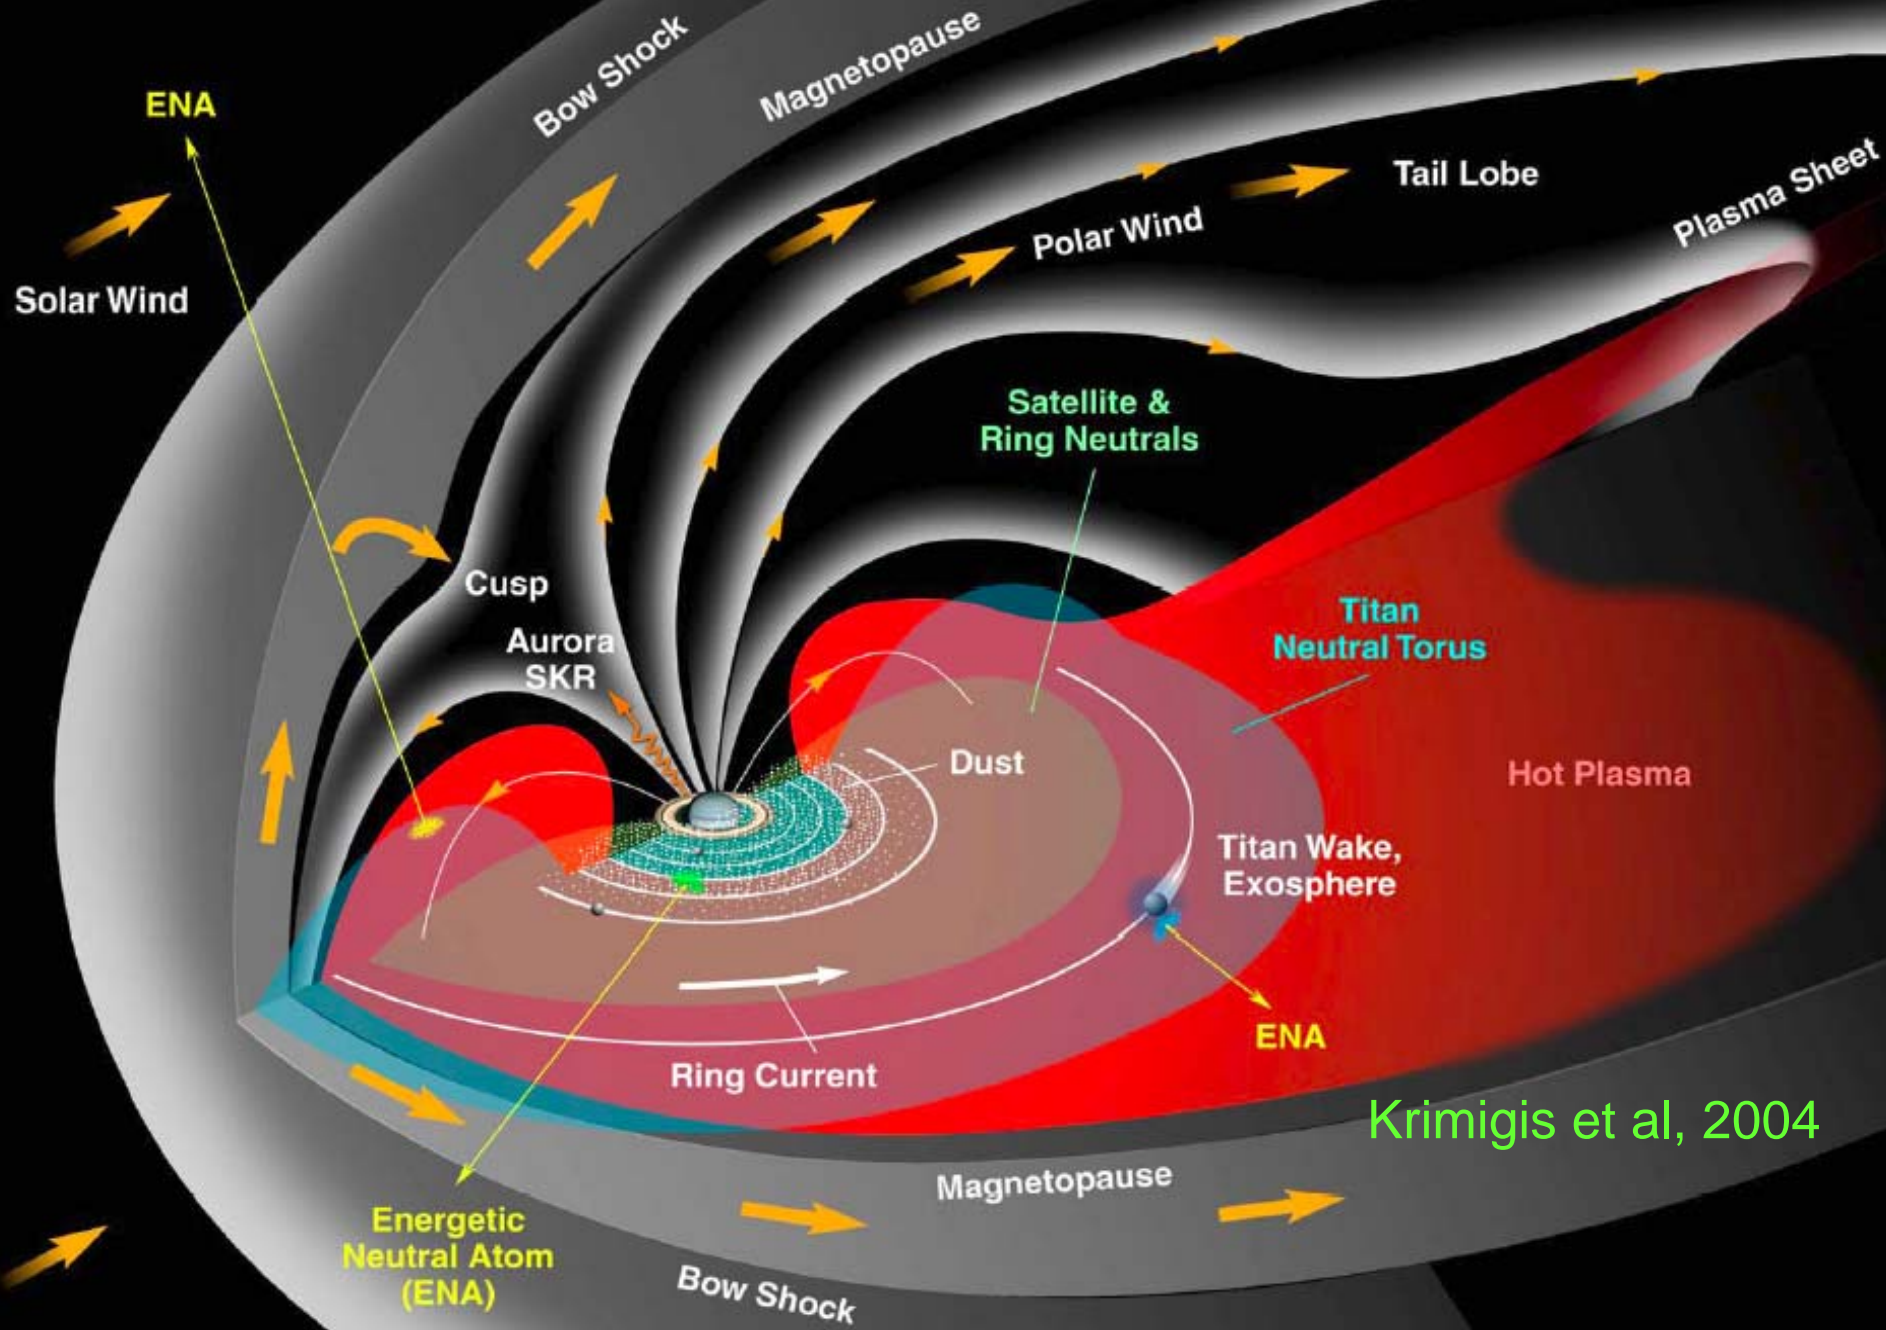 Bow Shock
Magnetopause
ENA
Solar Wind
Tail Lobe
Plasma Sheet
Polar Wind
Satellite &
Ring Neutrals
Cusp
Aurora
SKR
Titan
Neutral Torus
Dust
Hot Plasma
Titan Wake,
Exosphere
ENA
Ring Current
Krimigis et al, 2004
Magnetopause
Energetic
Neutral Atom
(ENA)
Bow Shock